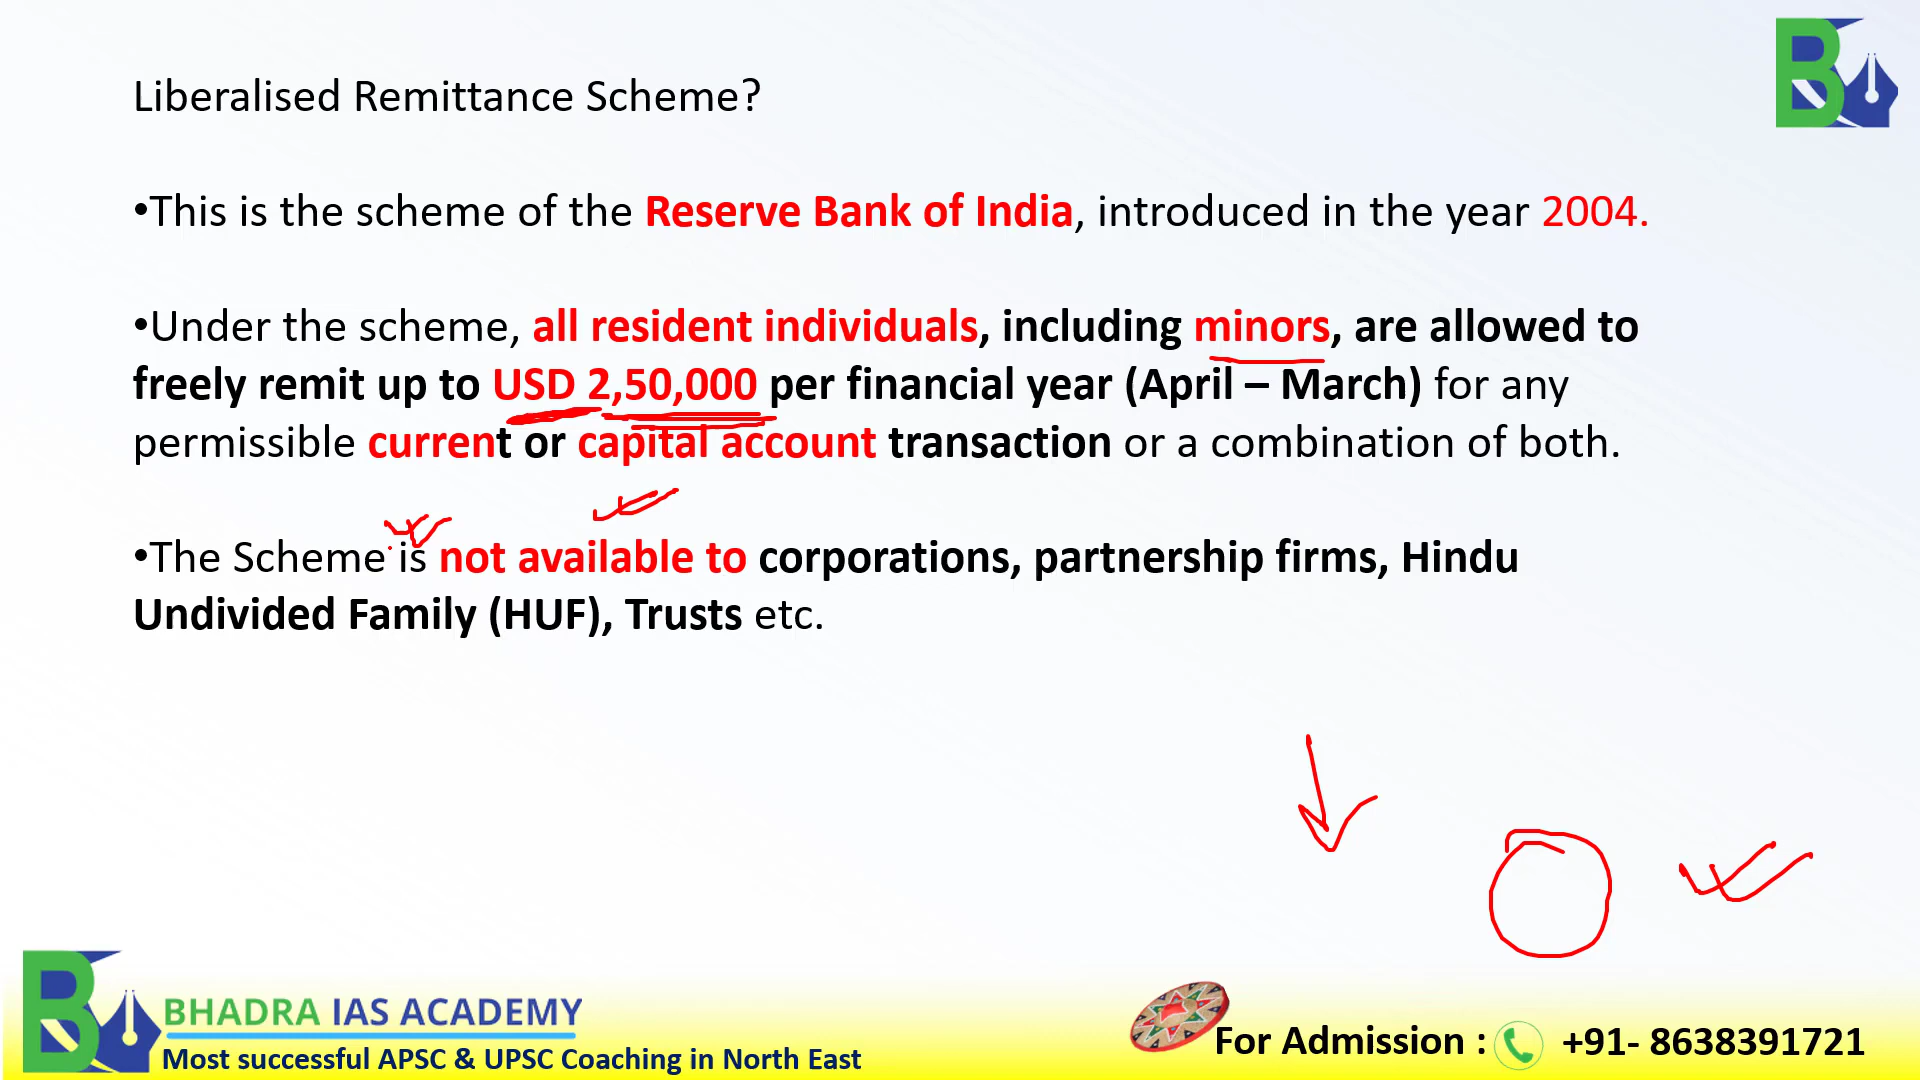 Liberalised Remittance Scheme?
•This is the scheme of the Reserve Bank of India, introduced in the year 2004.
•Under the scheme, all resident individuals, including minors, are allowed to
freely remit up to USD 2,50,000 per financial year (April – March) for any
permissible current or capital account transaction or a combination of both.
•The Scheme is not available to corporations, partnership firms, Hindu
Undivided Family (HUF), Trusts etc.
BHADRA IAS ACADEMY
Most successful APSC & UPSC Coaching in North East
For Admission : +91- 8638391721